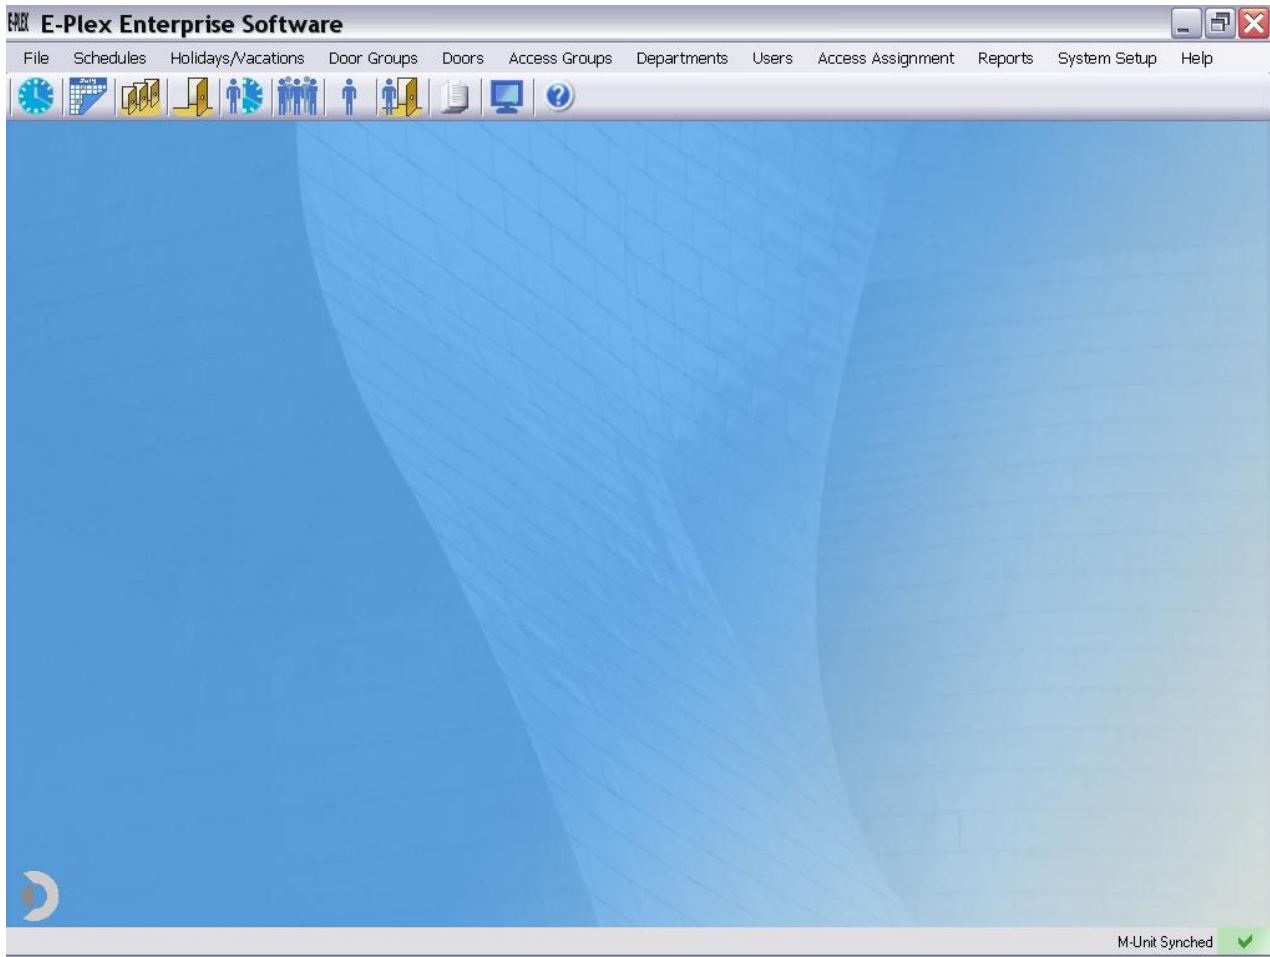 E-PLEX E-Plex Enterprise Software
File Schedules Holidays/Vacations Door Groups Doors Access Groups Departments Users Access Assignment Reports System Setup Help
July
M-Unit Synched